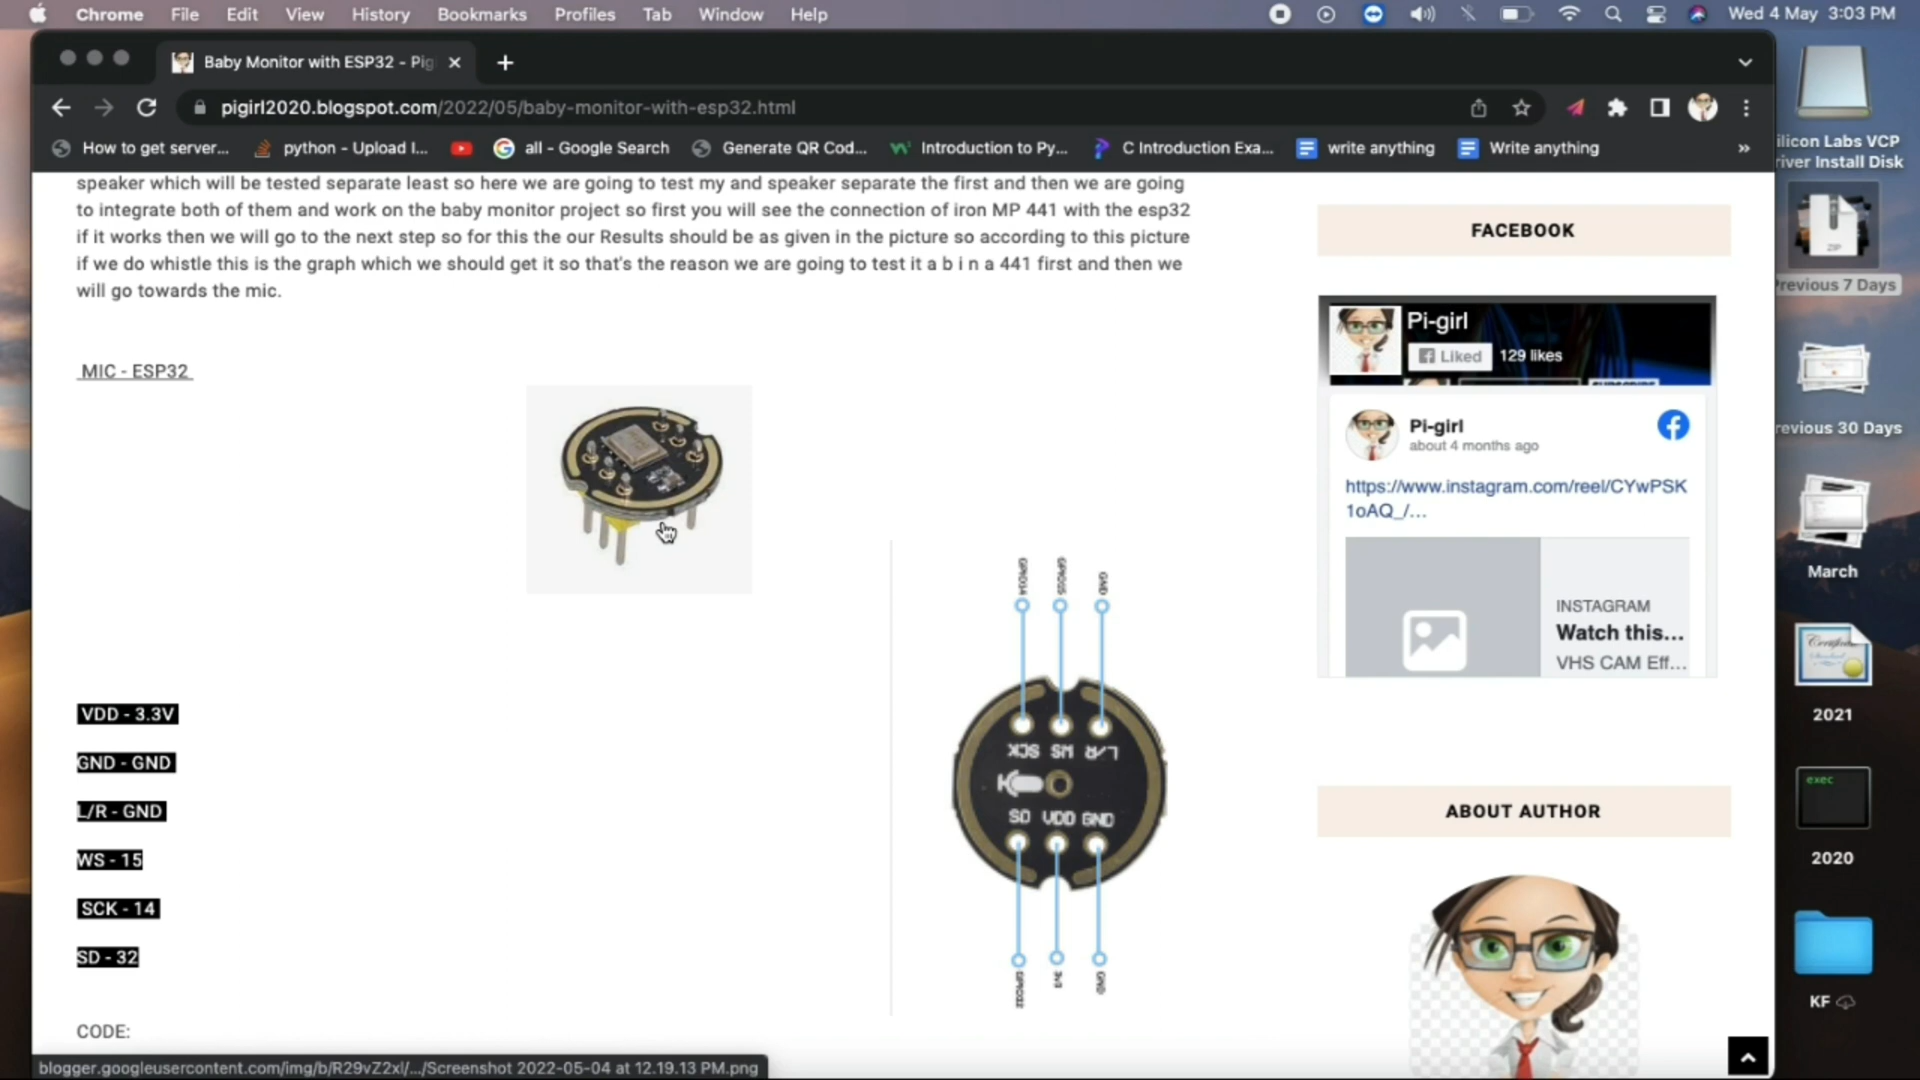 Chrome File Edit View History Bookmarks Profiles Tab Window Help Wed 4 May 3:03 PM
Baby Monitor with ESP32 - Pig
pigirl2020.blogspot.com/2022/05/baby-monitor-with-esp32.html
How to get server... python - Upload I... all - Google Search Generate QR Cod... Introduction to Py... C Introduction Exa... write anything Write anything
speaker which will be tested separate least so here we are going to test my and speaker separate the first and then we are going
to integrate both of them and work on the baby monitor project so first you will see the connection of iron MP 441 with the esp32
if it works then we will go to the next step so for this the our Results should be as given in the picture so according to this picture
if we do whistle this is the graph which we should get it so that's the reason we are going to test it a b i n a 441 first and then we
will go towards the mic.
MIC - ESP32
GPIO14 GPIO15 GND
SCK WS L/R
SD VDD GND
GPIO32 3v3 GND
VDD - 3.3V
GND - GND
L/R - GND
WS - 15
SCK - 14
SD - 32
CODE:
FACEBOOK
Pi-girl
Liked 129 likes
Pi-girl
about 4 months ago
https://www.instagram.com/reel/CYwPSK
1oAQ_/...
INSTAGRAM
Watch this...
VHS CAM Eff...
ABOUT AUTHOR
ilicon Labs VCP
river Install Disk
ZIP
revious 7 Days
revious 30 Days
March
2021
exec
2020
KF
blogger.googleusercontent.com/img/b/R29vZ2xl/.../Screenshot 2022-05-04 at 12.19.13 PM.png